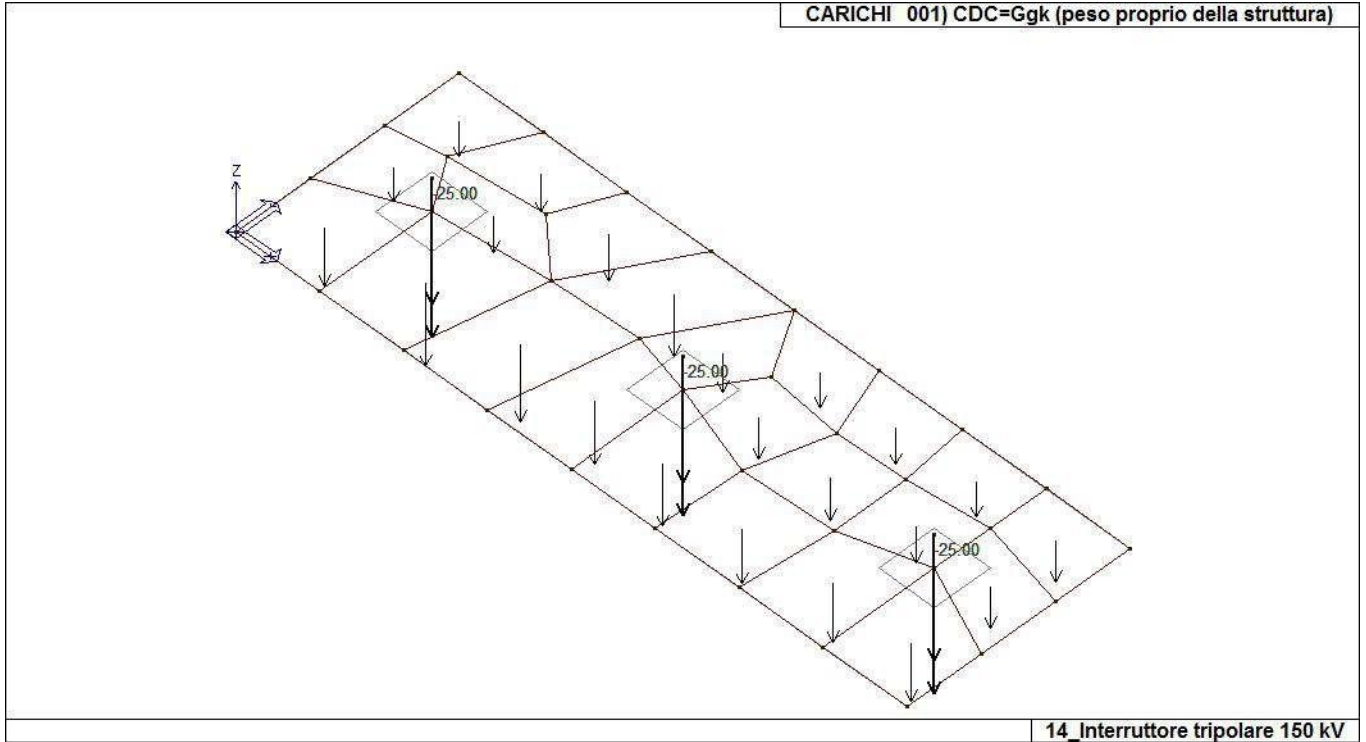 CARICHI 001) CDC=Ggk (peso proprio della struttura)
Z
-25.00
-25.00
-25.00
14_Interruttore tripolare 150 kV